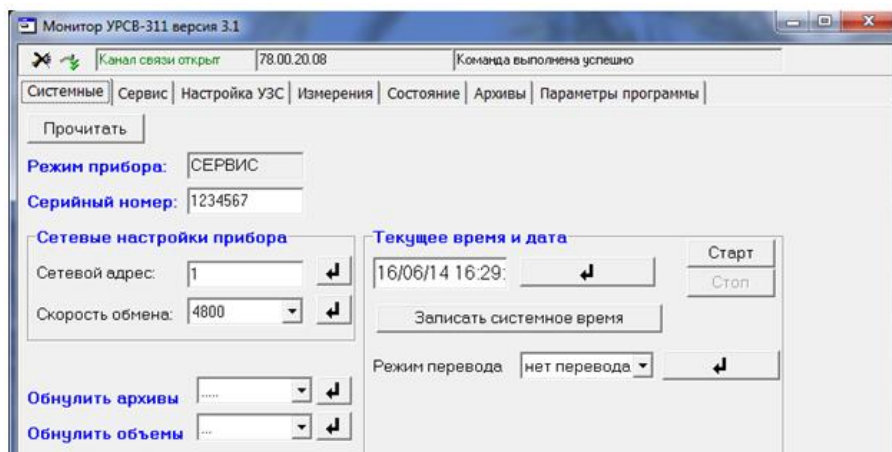 Монитор УРСВ-311 версия 3.1
Канал связи открыт 78.00.20.08 Команда выполнена успешно
Системные Сервис Настройка УЗС Измерения Состояние Архивы Параметры программы
Прочитать
Режим прибора: СЕРВИС
Серийный номер: 1234567
Сетевые настройки прибора
Сетевой адрес: 1
Скорость обмена: 4800
Обнулить архивы .....
Обнулить объемы ...
Текущее время и дата
16/06/14 16:29:
Старт
Стоп
Записать системное время
Режим перевода нет перевода